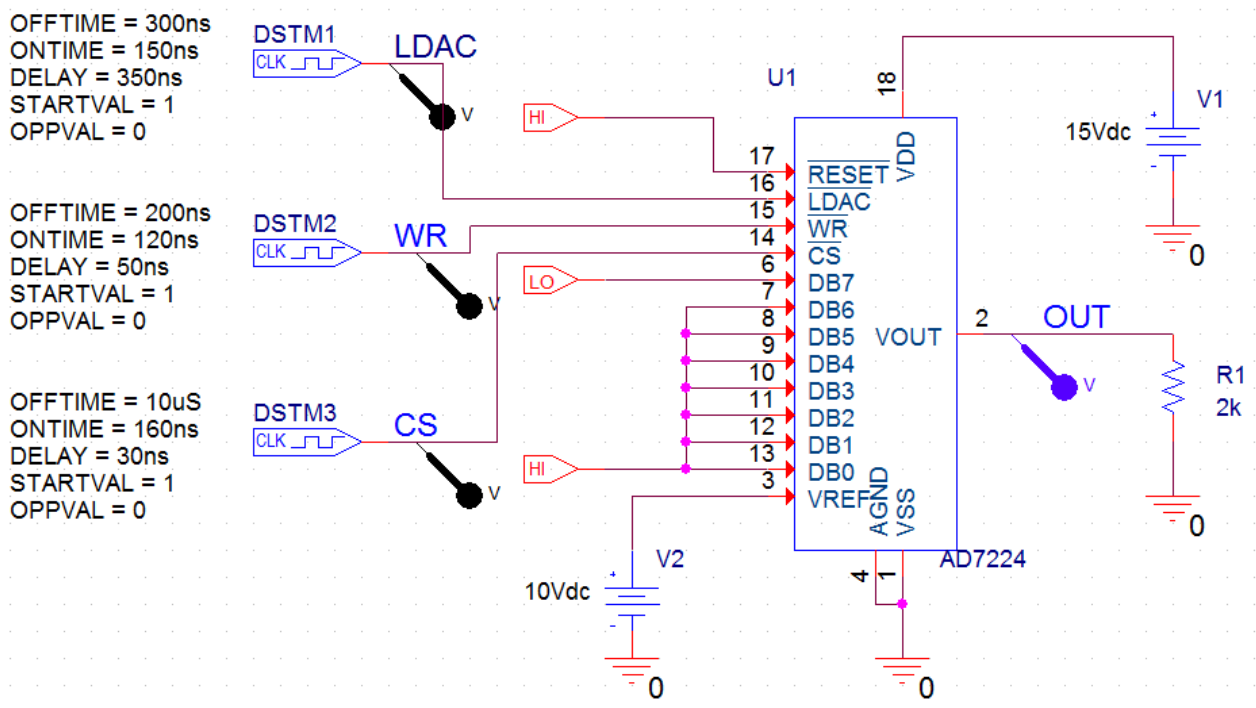 OFFTIME = 300ns
ONTIME = 150ns
DELAY = 350ns
STARTVAL = 1
OPPVAL = 0
DSTM1
CLK
LDAC
V
OFFTIME = 200ns
ONTIME = 120ns
DELAY = 50ns
STARTVAL = 1
OPPVAL = 0
DSTM2
CLK
WR
V
OFFTIME = 10uS
ONTIME = 160ns
DELAY = 30ns
STARTVAL = 1
OPPVAL = 0
DSTM3
CLK
CS
V
HI
LO
HI
U1
18
VDD
17
RESET
16
LDAC
15
WR
14
CS
6
DB7
7
DB6
8
DB5
9
DB4
10
DB3
11
DB2
12
DB1
13
DB0
3
VREF
AGND
VSS
4
1
AD7224
VOUT
2
OUT
V
V1
15Vdc
+
-
0
R1
2k
0
V2
10Vdc
+
-
0
0